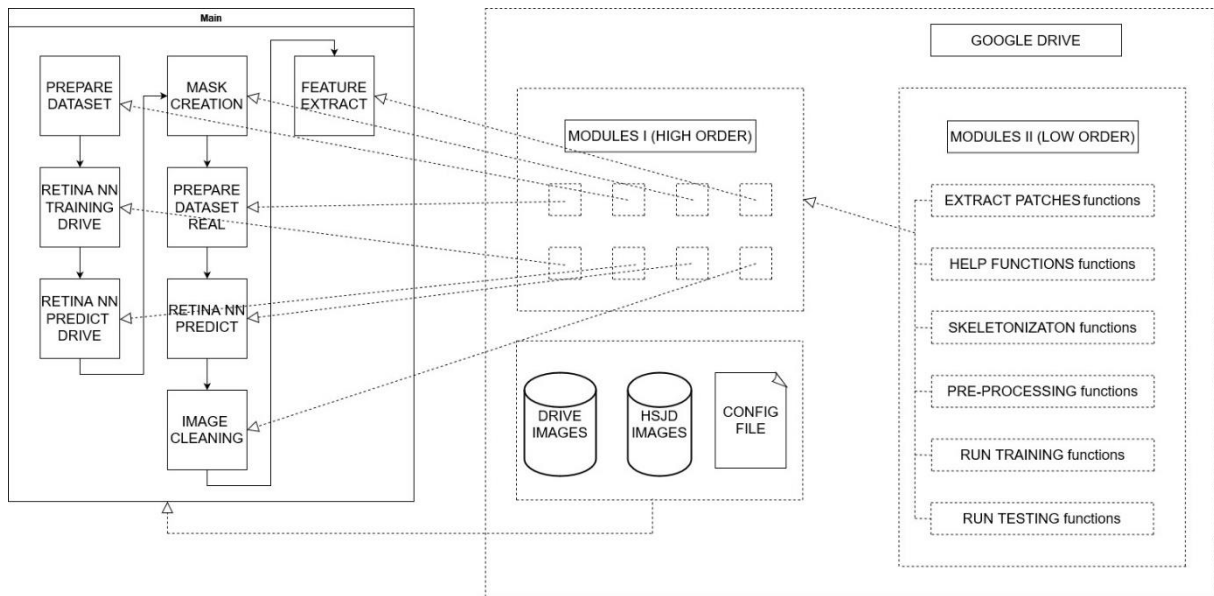 Main
PREPARE
DATASET
RETINA NN
TRAINING
DRIVE
RETINA NN
PREDICT
DRIVE
MASK
CREATION
PREPARE
DATASET
REAL
RETINA NN
PREDICT
IMAGE
CLEANING
FEATURE
EXTRACT
GOOGLE DRIVE
MODULES I (HIGH ORDER)
DRIVE
IMAGES
HSJD
IMAGES
CONFIG
FILE
MODULES II (LOW ORDER)
EXTRACT PATCHES functions
HELP FUNCTIONS functions
SKELETONIZATON functions
PRE-PROCESSING functions
RUN TRAINING functions
RUN TESTING functions